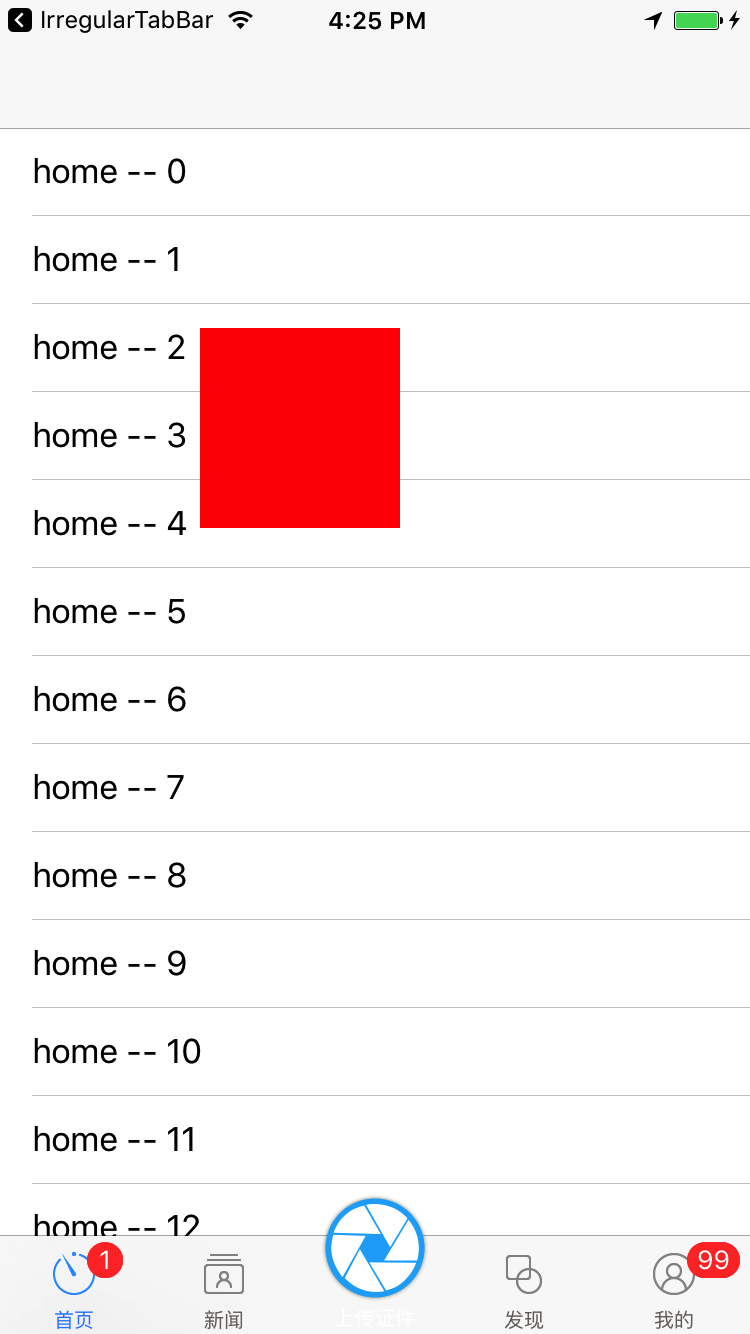 IrregularTabBar 4:25 PM
home -- 0
home -- 1
home -- 2
home -- 3
home -- 4
home -- 5
home -- 6
home -- 7
home -- 8
home -- 9
home -- 10
home -- 11
home -- 12
1 99
首页 新闻 上传证件 发现 我的